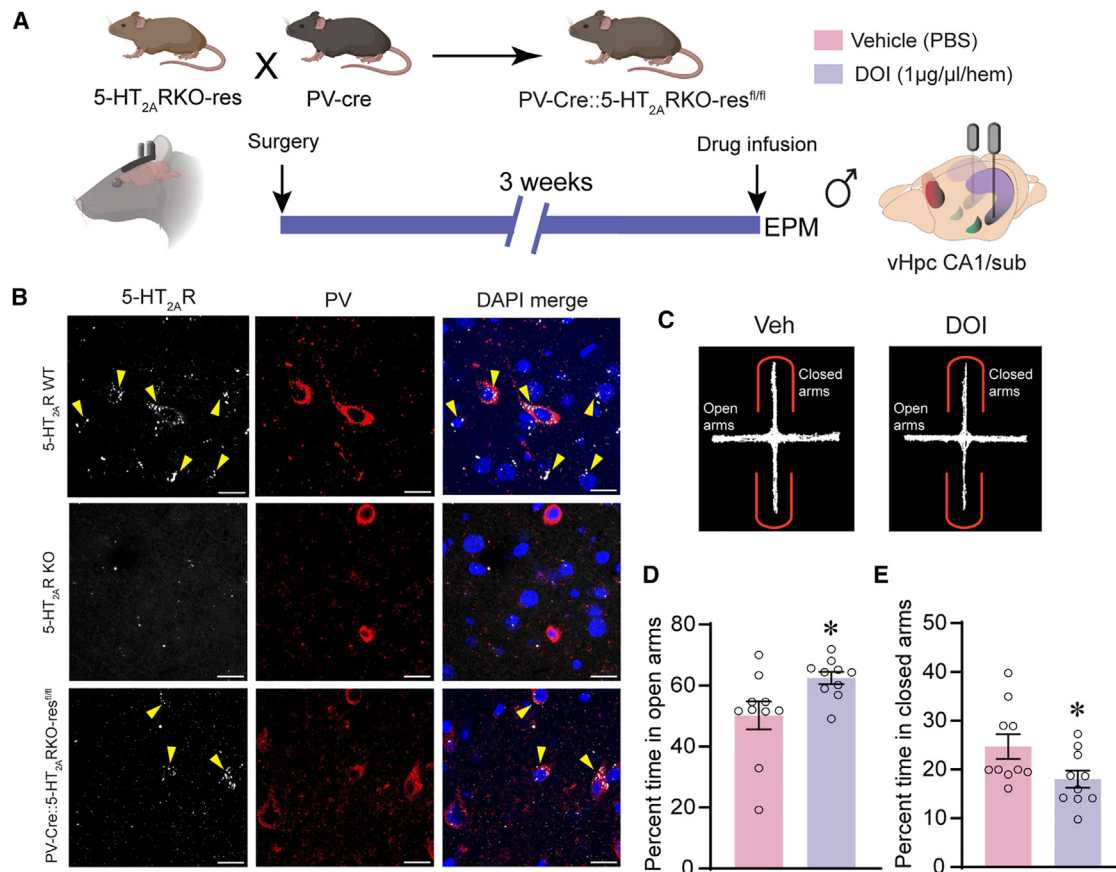 A
5-HT2ARKO-res
X
PV-cre
PV-Cre::5-HT2ARKO-resfl/fl
Vehicle (PBS)
DOI (1µg/µl/hem)
Surgery
3 weeks
Drug infusion
EPM
♂
vHpc CA1/sub
B
5-HT2AR
PV
DAPI merge
5-HT2AR WT
5-HT2AR KO
PV-Cre::5-HT2ARKO-resfl/fl
C
Veh
DOI
Closed
arms
Open
arms
Closed
arms
Open
arms
D
Percent time in open arms
80
60
40
20
0
*
E
Percent time in closed arms
50
40
30
20
10
0
*